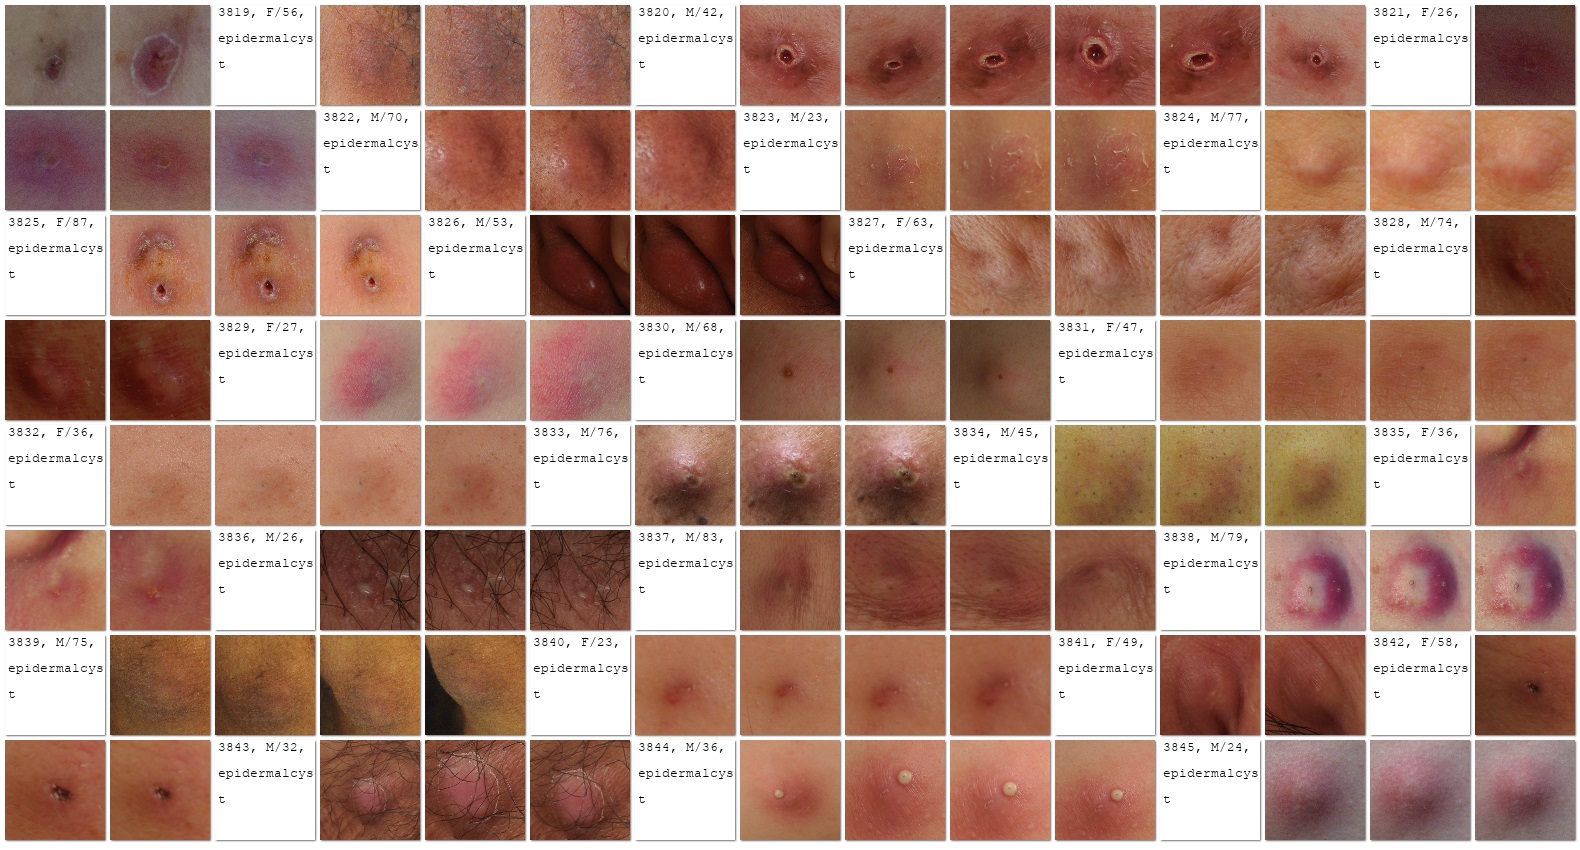 3819, F/56,
epidermalcys
t
3820, M/42,
epidermalcys
t
3821, F/26,
epidermalcys
t
3822, M/70,
epidermalcys
t
3823, M/23,
epidermalcys
t
3824, M/77,
epidermalcys
t
3825, F/87,
epidermalcys
t
3826, M/53,
epidermalcys
t
3827, F/63,
epidermalcys
t
3828, M/74,
epidermalcys
t
3829, F/27,
epidermalcys
t
3830, M/68,
epidermalcys
t
3831, F/47,
epidermalcys
t
3832, F/36,
epidermalcys
t
3833, M/76,
epidermalcys
t
3834, M/45,
epidermalcys
t
3835, F/36,
epidermalcys
t
3836, M/26,
epidermalcys
t
3837, M/83,
epidermalcys
t
3838, M/79,
epidermalcys
t
3839, M/75,
epidermalcys
t
3840, F/23,
epidermalcys
t
3841, F/49,
epidermalcys
t
3842, F/58,
epidermalcys
t
3843, M/32,
epidermalcys
t
3844, M/36,
epidermalcys
t
3845, M/24,
epidermalcys
t